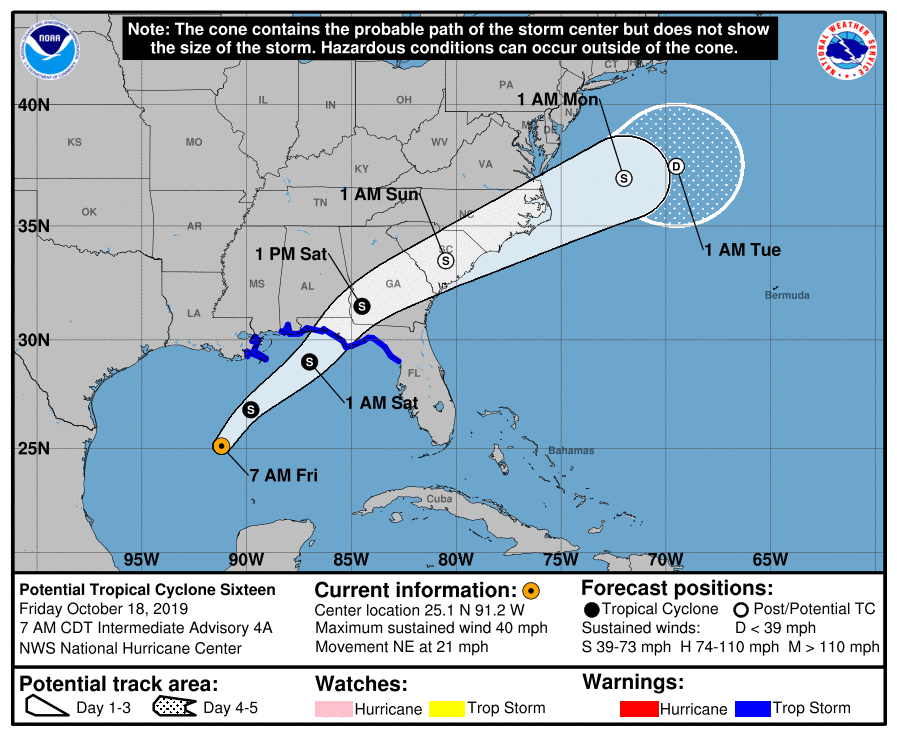 Note: The cone contains the probable path of the storm center but does not show
the size of the storm. Hazardous conditions can occur outside of the cone.
NOAA
NATIONAL WEATHER SERVICE
CT
PA
1 AM Mon
40N
IL
IN
OH
NJ
DE
KS
MO
WV
KY
VA
D
S
1 AM Sun
TN
OK
NC
AR
35N
1 AM Tue
SC
1 PM Sat
S
MS
AL
GA
Bermuda
S
LA
30N
S
FL
1 AM Sat
S
25N
Bahamas
7 AM Fri
Cuba
95W
90W
85W
80W
75W
70W
65W
Potential Tropical Cyclone Sixteen
Friday October 18, 2019
7 AM CDT Intermediate Advisory 4A
NWS National Hurricane Center
Current information:
Center location 25.1 N 91.2 W
Maximum sustained wind 40 mph
Movement NE at 21 mph
Forecast positions:
Tropical Cyclone Post/Potential TC
Sustained winds: D < 39 mph
S 39-73 mph H 74-110 mph M > 110 mph
Potential track area:
Day 1-3 Day 4-5
Watches:
Hurricane Trop Storm
Warnings:
Hurricane Trop Storm